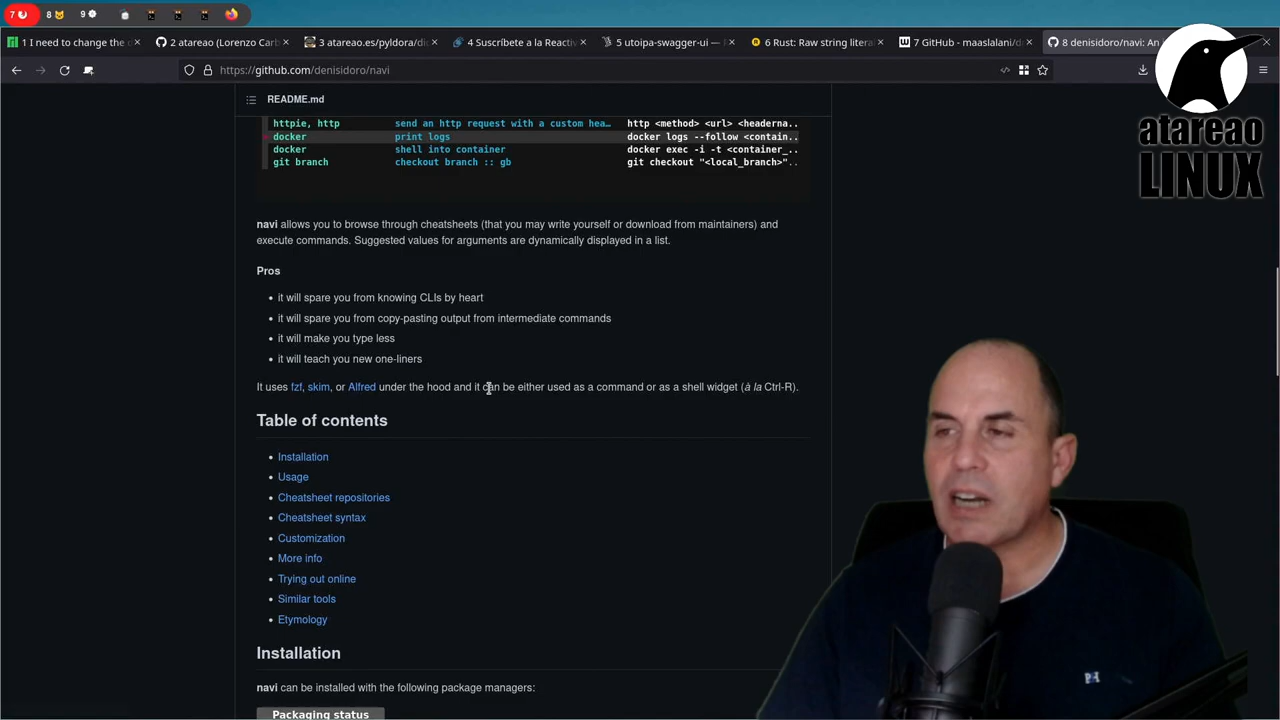 7
8
9
1 I need to change the c
2 atareao (Lorenzo Carb
3 atareao.es/pyldora/dic
4 Suscribete a la Reactiv
5 utoipa-swagger-ui —
6 Rust: Raw string litera
7 GitHub - maaslalani/d
8 denisidoro/navi: An
https://github.com/denisidoro/navi
atareao
LINUX
README.md
httpie, http send an http request with a custom hea… http <method> <url> <headerna..
docker print logs docker logs --follow <contain..
docker shell into container docker exec -i -t <container_..
git branch checkout branch :: gb git checkout "<local_branch>"..
navi allows you to browse through cheatsheets (that you may write yourself or download from maintainers) and
execute commands. Suggested values for arguments are dynamically displayed in a list.
Pros
• it will spare you from knowing CLIs by heart
• it will spare you from copy-pasting output from intermediate commands
• it will make you type less
• it will teach you new one-liners
It uses fzf, skim, or Alfred under the hood and it can be either used as a command or as a shell widget (à la Ctrl-R).
Table of contents
• Installation
• Usage
• Cheatsheet repositories
• Cheatsheet syntax
• Customization
• More info
• Trying out online
• Similar tools
• Etymology
Installation
navi can be installed with the following package managers:
Packaging status